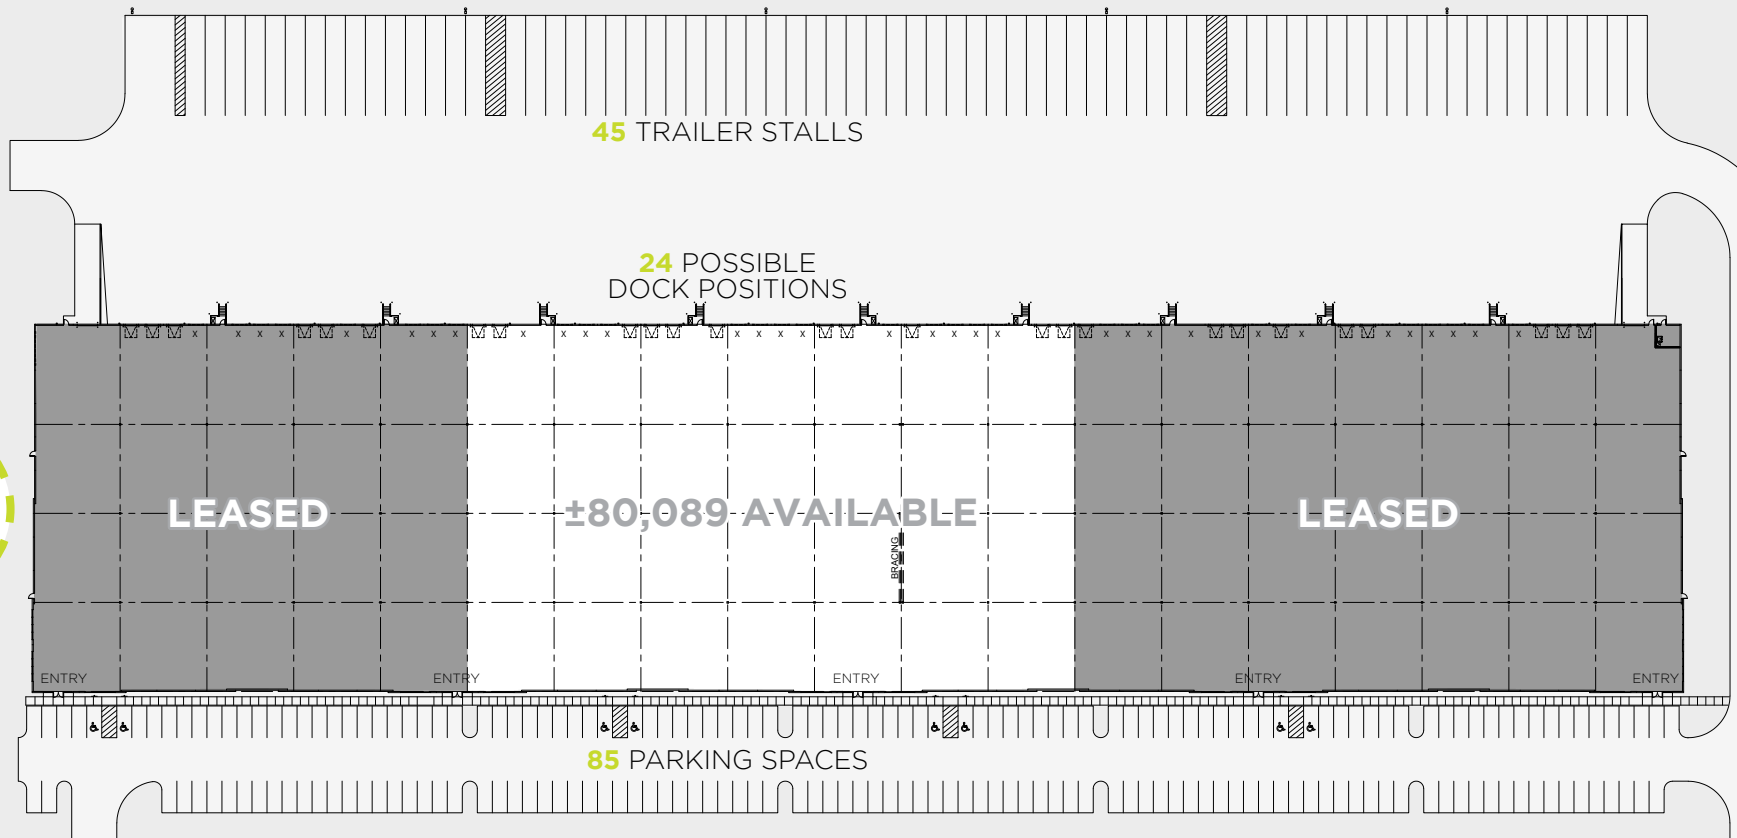 45 TRAILER STALLS
24 POSSIBLE
DOCK POSITIONS
X X X X X X X X X X X X X X X X X X X X X X X X X X X X X X
LEASED
±80,089 AVAILABLE
LEASED
BRACING
ENTRY
ENTRY
ENTRY
ENTRY
ENTRY
85 PARKING SPACES